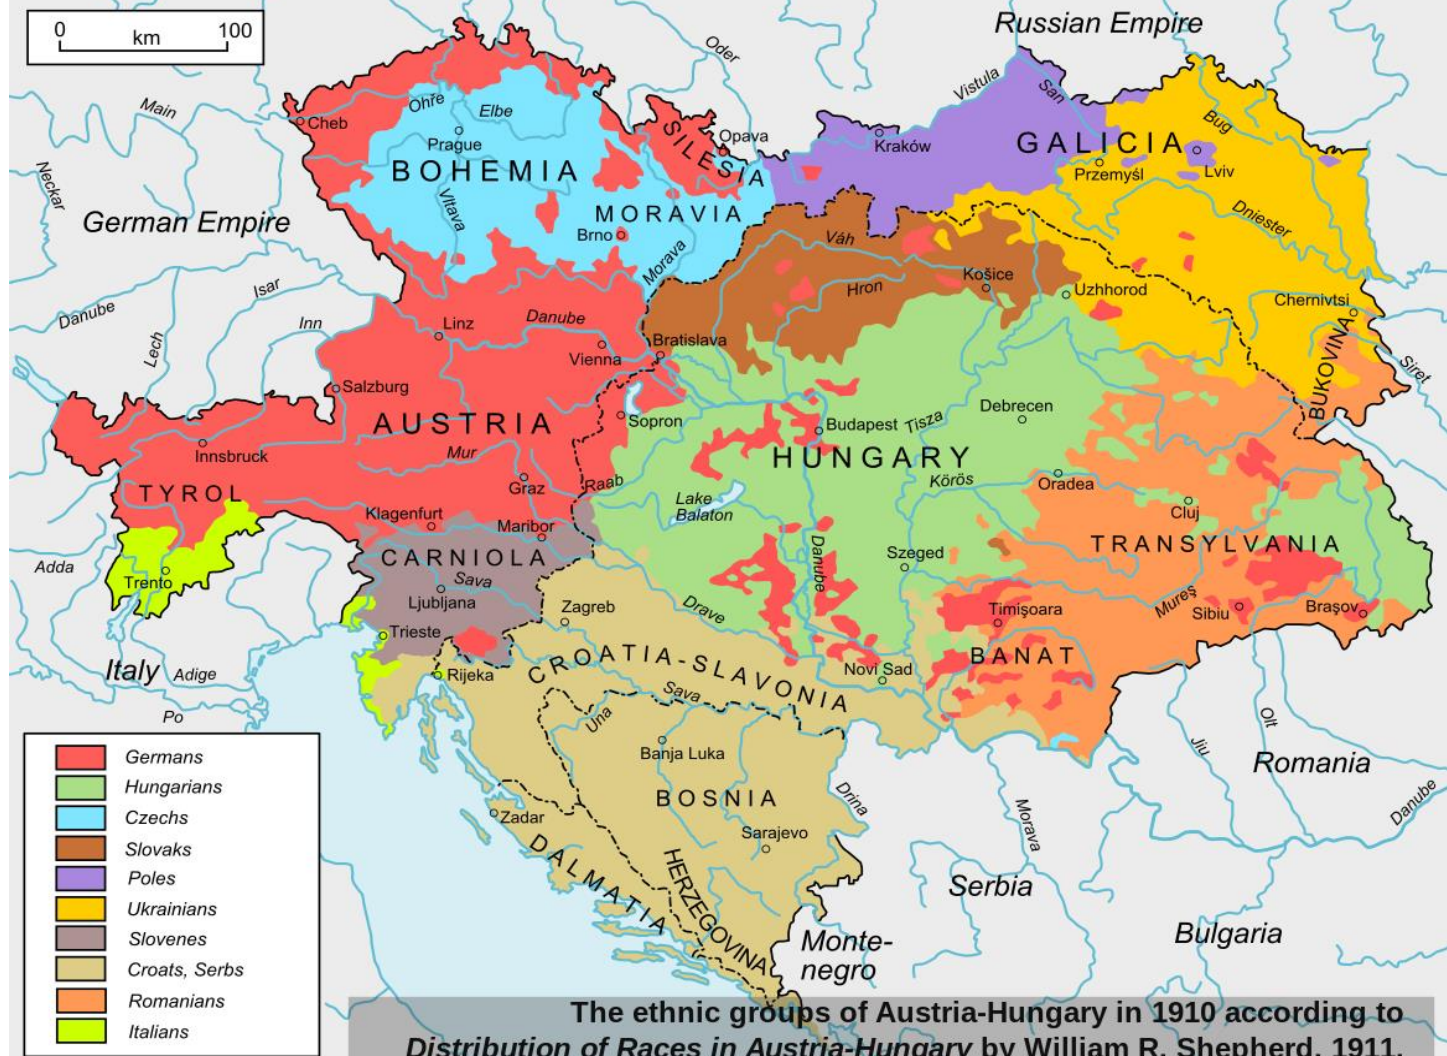 0 100
km
Russian Empire
Oder
Vistula
San
Main
Ohře
Elbe
Cheb
Prague
BOHEMIA
Vltava
SILESIA
Opava
Kraków
GALICIA
Bug
Przemyśl
Lviv
Dniester
Neckar
German Empire
MORAVIA
Brno
Morava
Váh
Hron
Košice
Uzhhorod
Chernivtsi
BUKOVINA
Siret
Danube
Isar
Inn
Lech
Linz
Danube
Vienna
Bratislava
Salzburg
AUSTRIA
Sopron
Budapest
Tisza
Debrecen
HUNGARY
Innsbruck
Mur
Graz
Raab
Lake
Balaton
Körös
Oradea
Cluj
TYROL
Klagenfurt
Maribor
CARNIOLA
Danube
Szeged
TRANSYLVANIA
Adda
Trento
Sava
Ljubljana
Zagreb
Drave
Timişoara
Mureş
Sibiu
Braşov
Trieste
Italy
Adige
Rijeka
CROATIA-SLAVONIA
Novi Sad
BANAT
Po
Sava
Una
Banja Luka
Jiu
Olt
Romania
Danube
BOSNIA
Drina
Morava
Zadar
Sarajevo
DALMATIA
HERZEGOVINA
Serbia
Bulgaria
Monte-
negro
Germans
Hungarians
Czechs
Slovaks
Poles
Ukrainians
Slovenes
Croats, Serbs
Romanians
Italians
The ethnic groups of Austria-Hungary in 1910 according to
Distribution of Races in Austria-Hungary by William R. Shepherd, 1911.